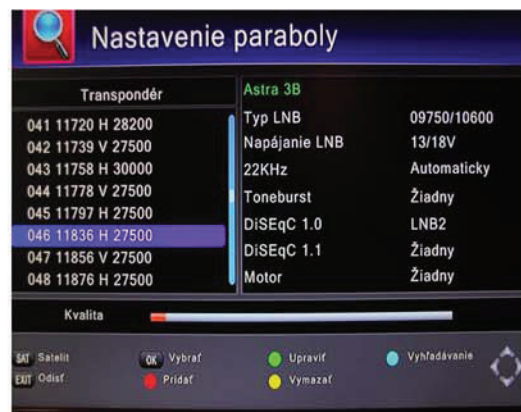 Nastavenie paraboly
Transpondér
041 11720 H 28200
042 11739 V 27500
043 11758 H 30000
044 11778 V 27500
045 11797 H 27500
046 11836 H 27500
047 11856 V 27500
048 11876 H 27500
Astra 3B
Typ LNB 09750/10600
Napájanie LNB 13/18V
22KHz Automaticky
Toneburst Žiadny
DiSEqC 1.0 LNB2
DiSEqC 1.1 Žiadny
Motor Žiadny
Kvalita
SAT Satelit OK Vybrať Upraviť Vyhľadávanie
EXIT Odísť Pridať Vymazať